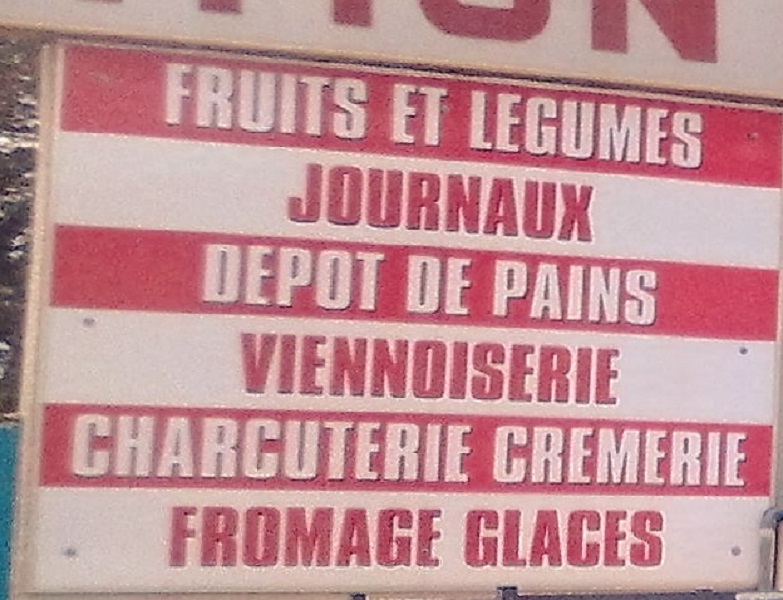 FRUITS ET LEGUMES
JOURNAUX
DEPOT DE PAINS
VIENNOISERIE
CHARCUTERIE CREMERIE
FROMAGE GLACES